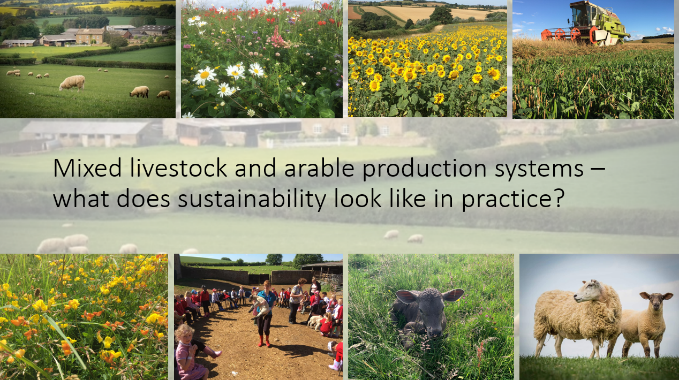 Mixed livestock and arable production systems –
what does sustainability look like in practice?